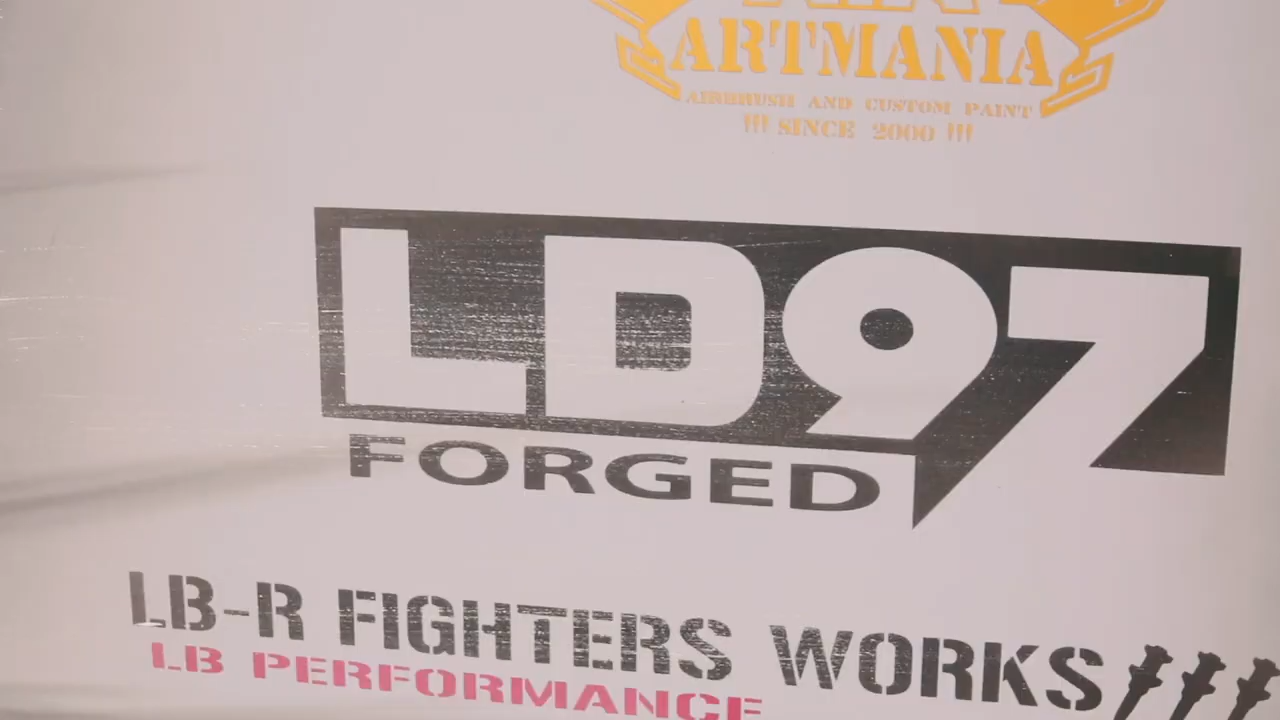 ARTMANIA
AIRBRUSH AND CUSTOM PAINT
!!! SINCE 2000 !!!
LD97
FORGED
LB-R FIGHTERS WORKS
LB PERFORMANCE